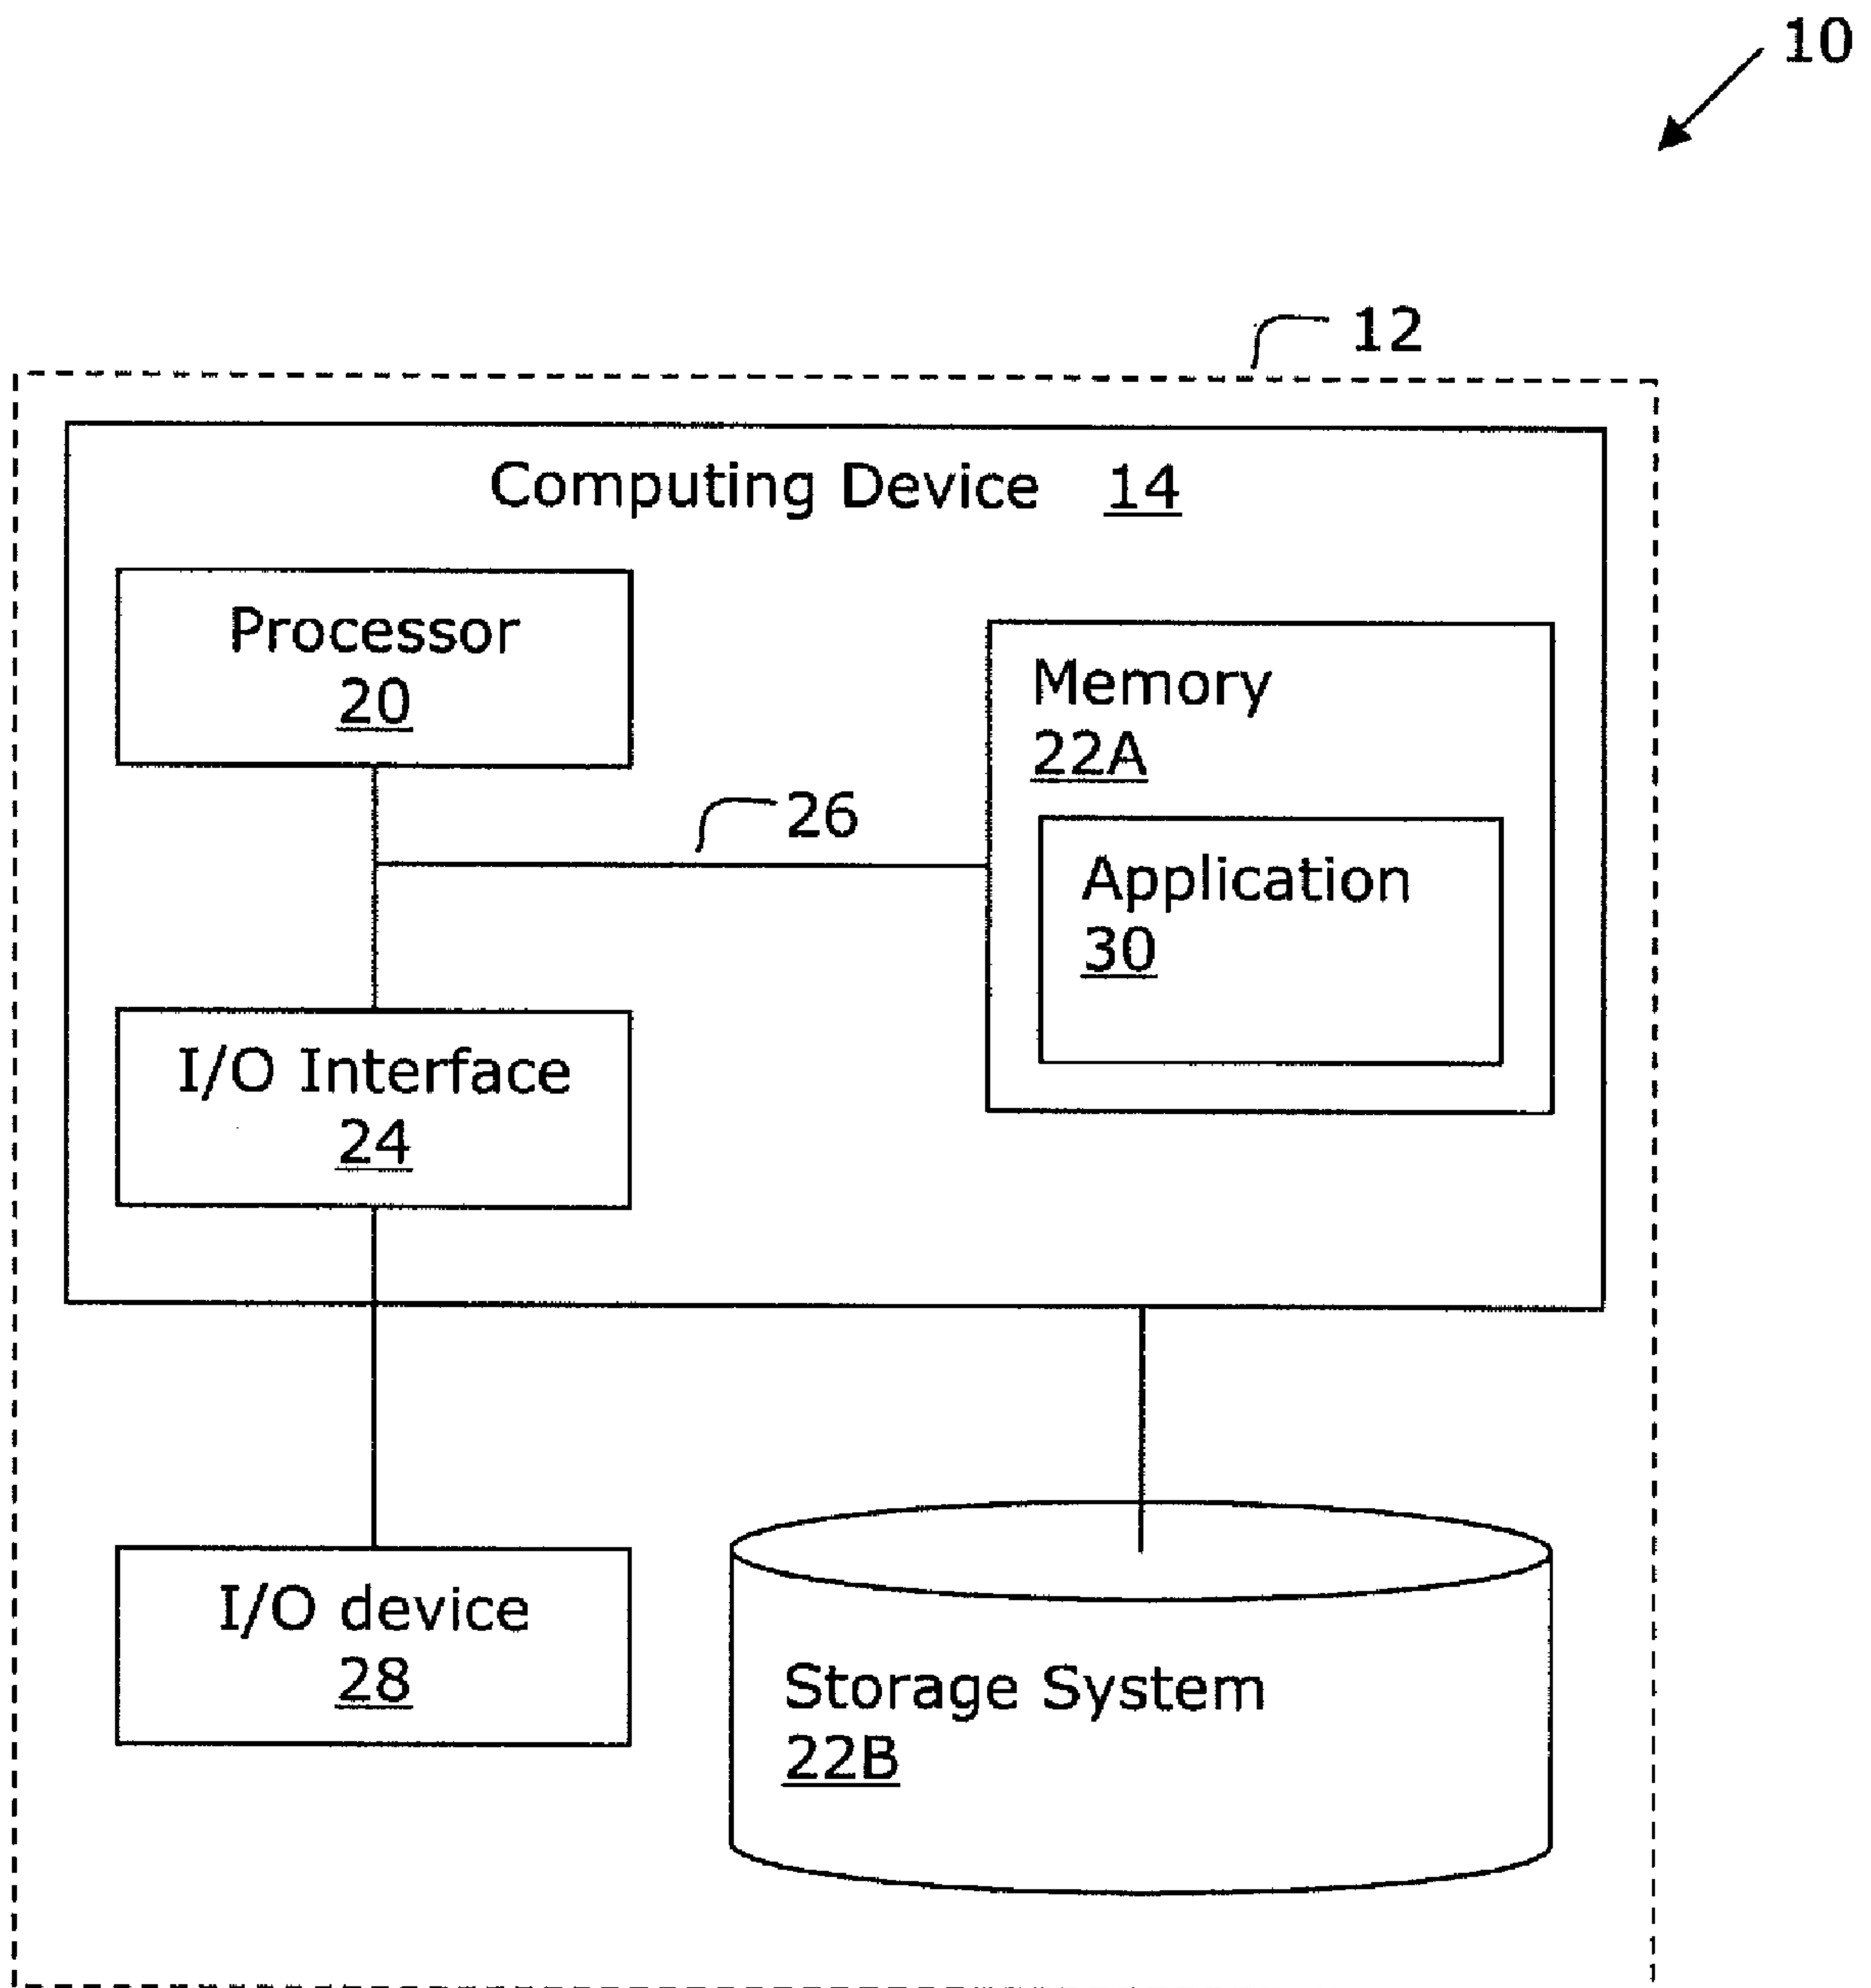 10
12
Computing Device 14
Processor
20
Memory
22A
26
Application
30
I/O Interface
24
I/O device
28
Storage System
22B